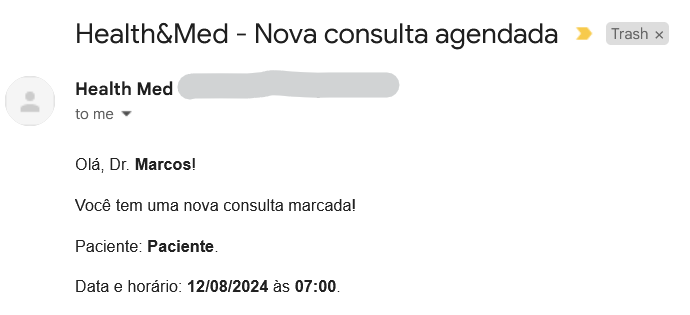 Health&Med - Nova consulta agendada
Trash ×
Health Med
to me
Olá, Dr. Marcos!
Você tem uma nova consulta marcada!
Paciente: Paciente.
Data e horário: 12/08/2024 às 07:00.